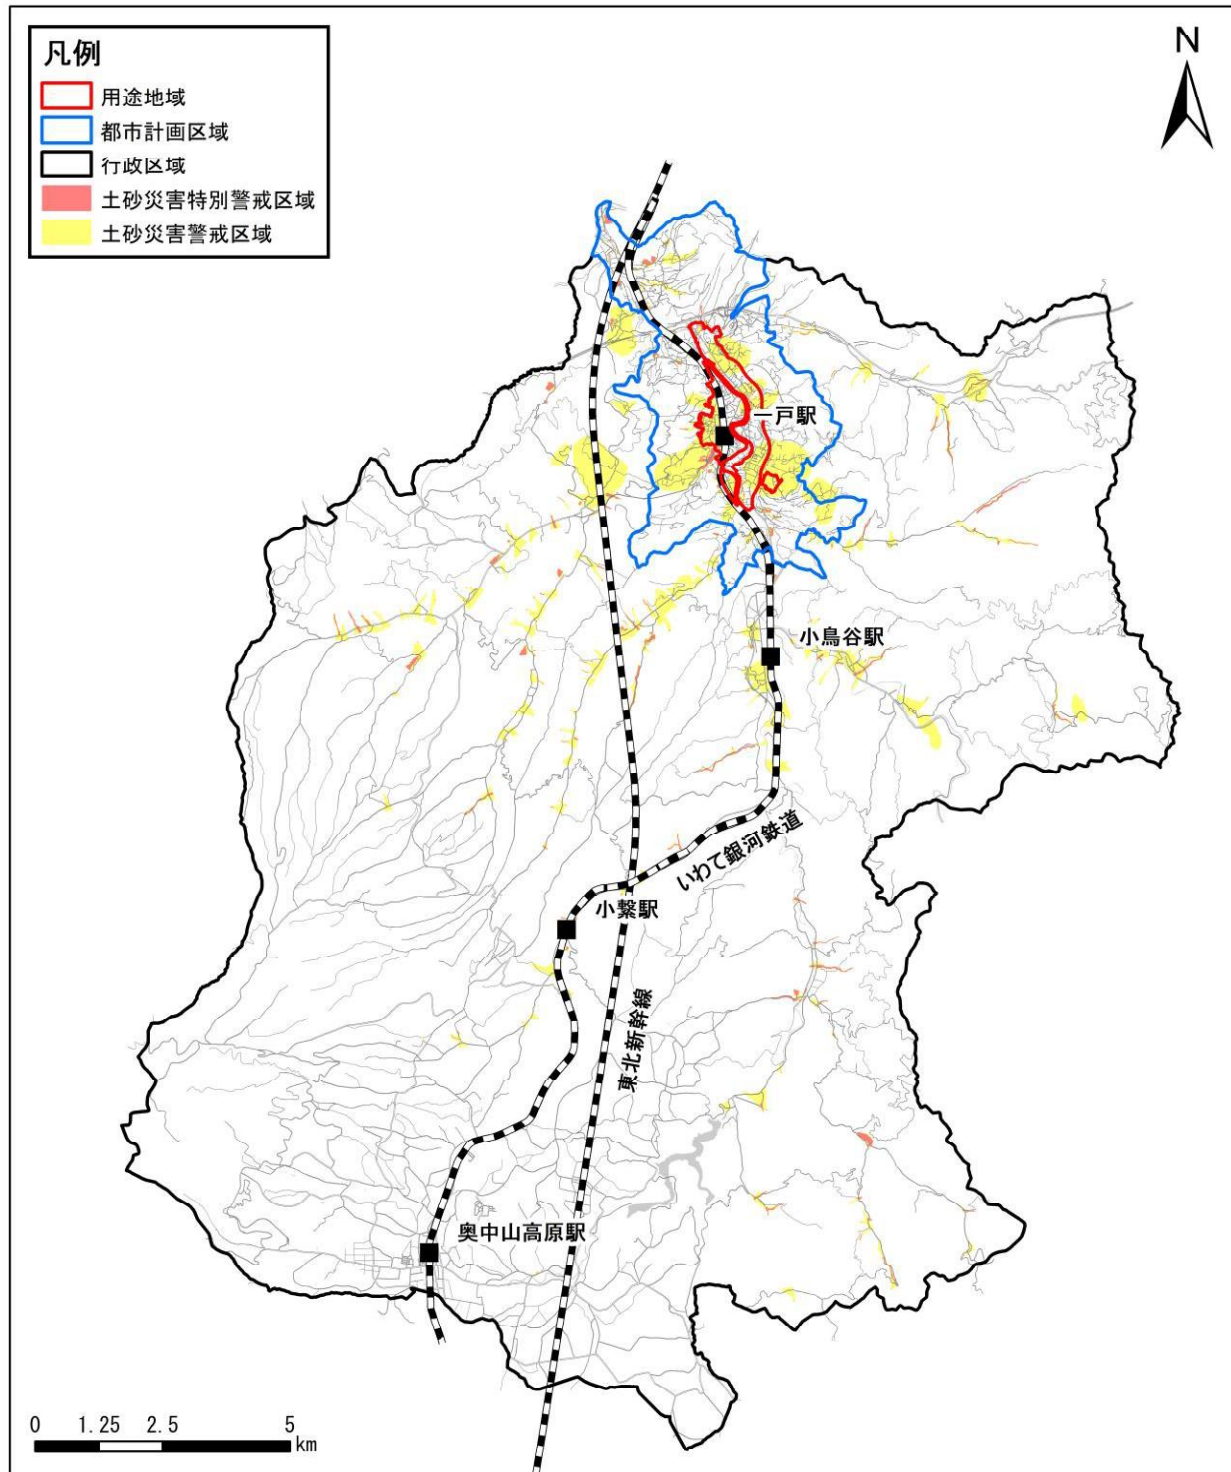 凡例
用途地域
都市計画区域
行政区域
土砂災害特別警戒区域
土砂災害警戒区域
N
一戸駅
小鳥谷駅
いわて銀河鉄道
小繋駅
東北新幹線
奥中山高原駅
0 1.25 2.5 5
km